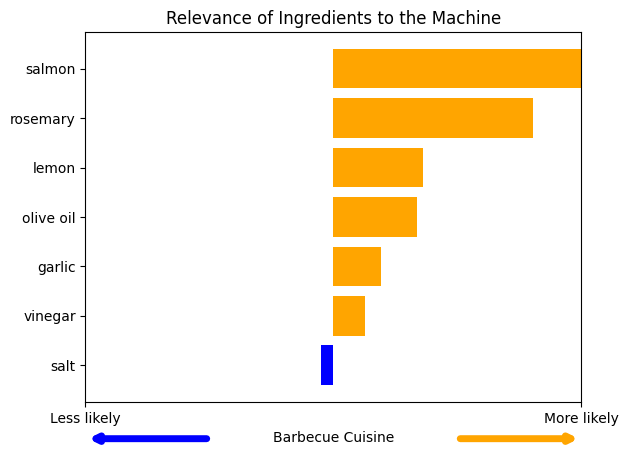 Relevance of Ingredients to the Machine
salmon
rosemary
lemon
olive oil
garlic
vinegar
salt
Less likely
More likely
Barbecue Cuisine